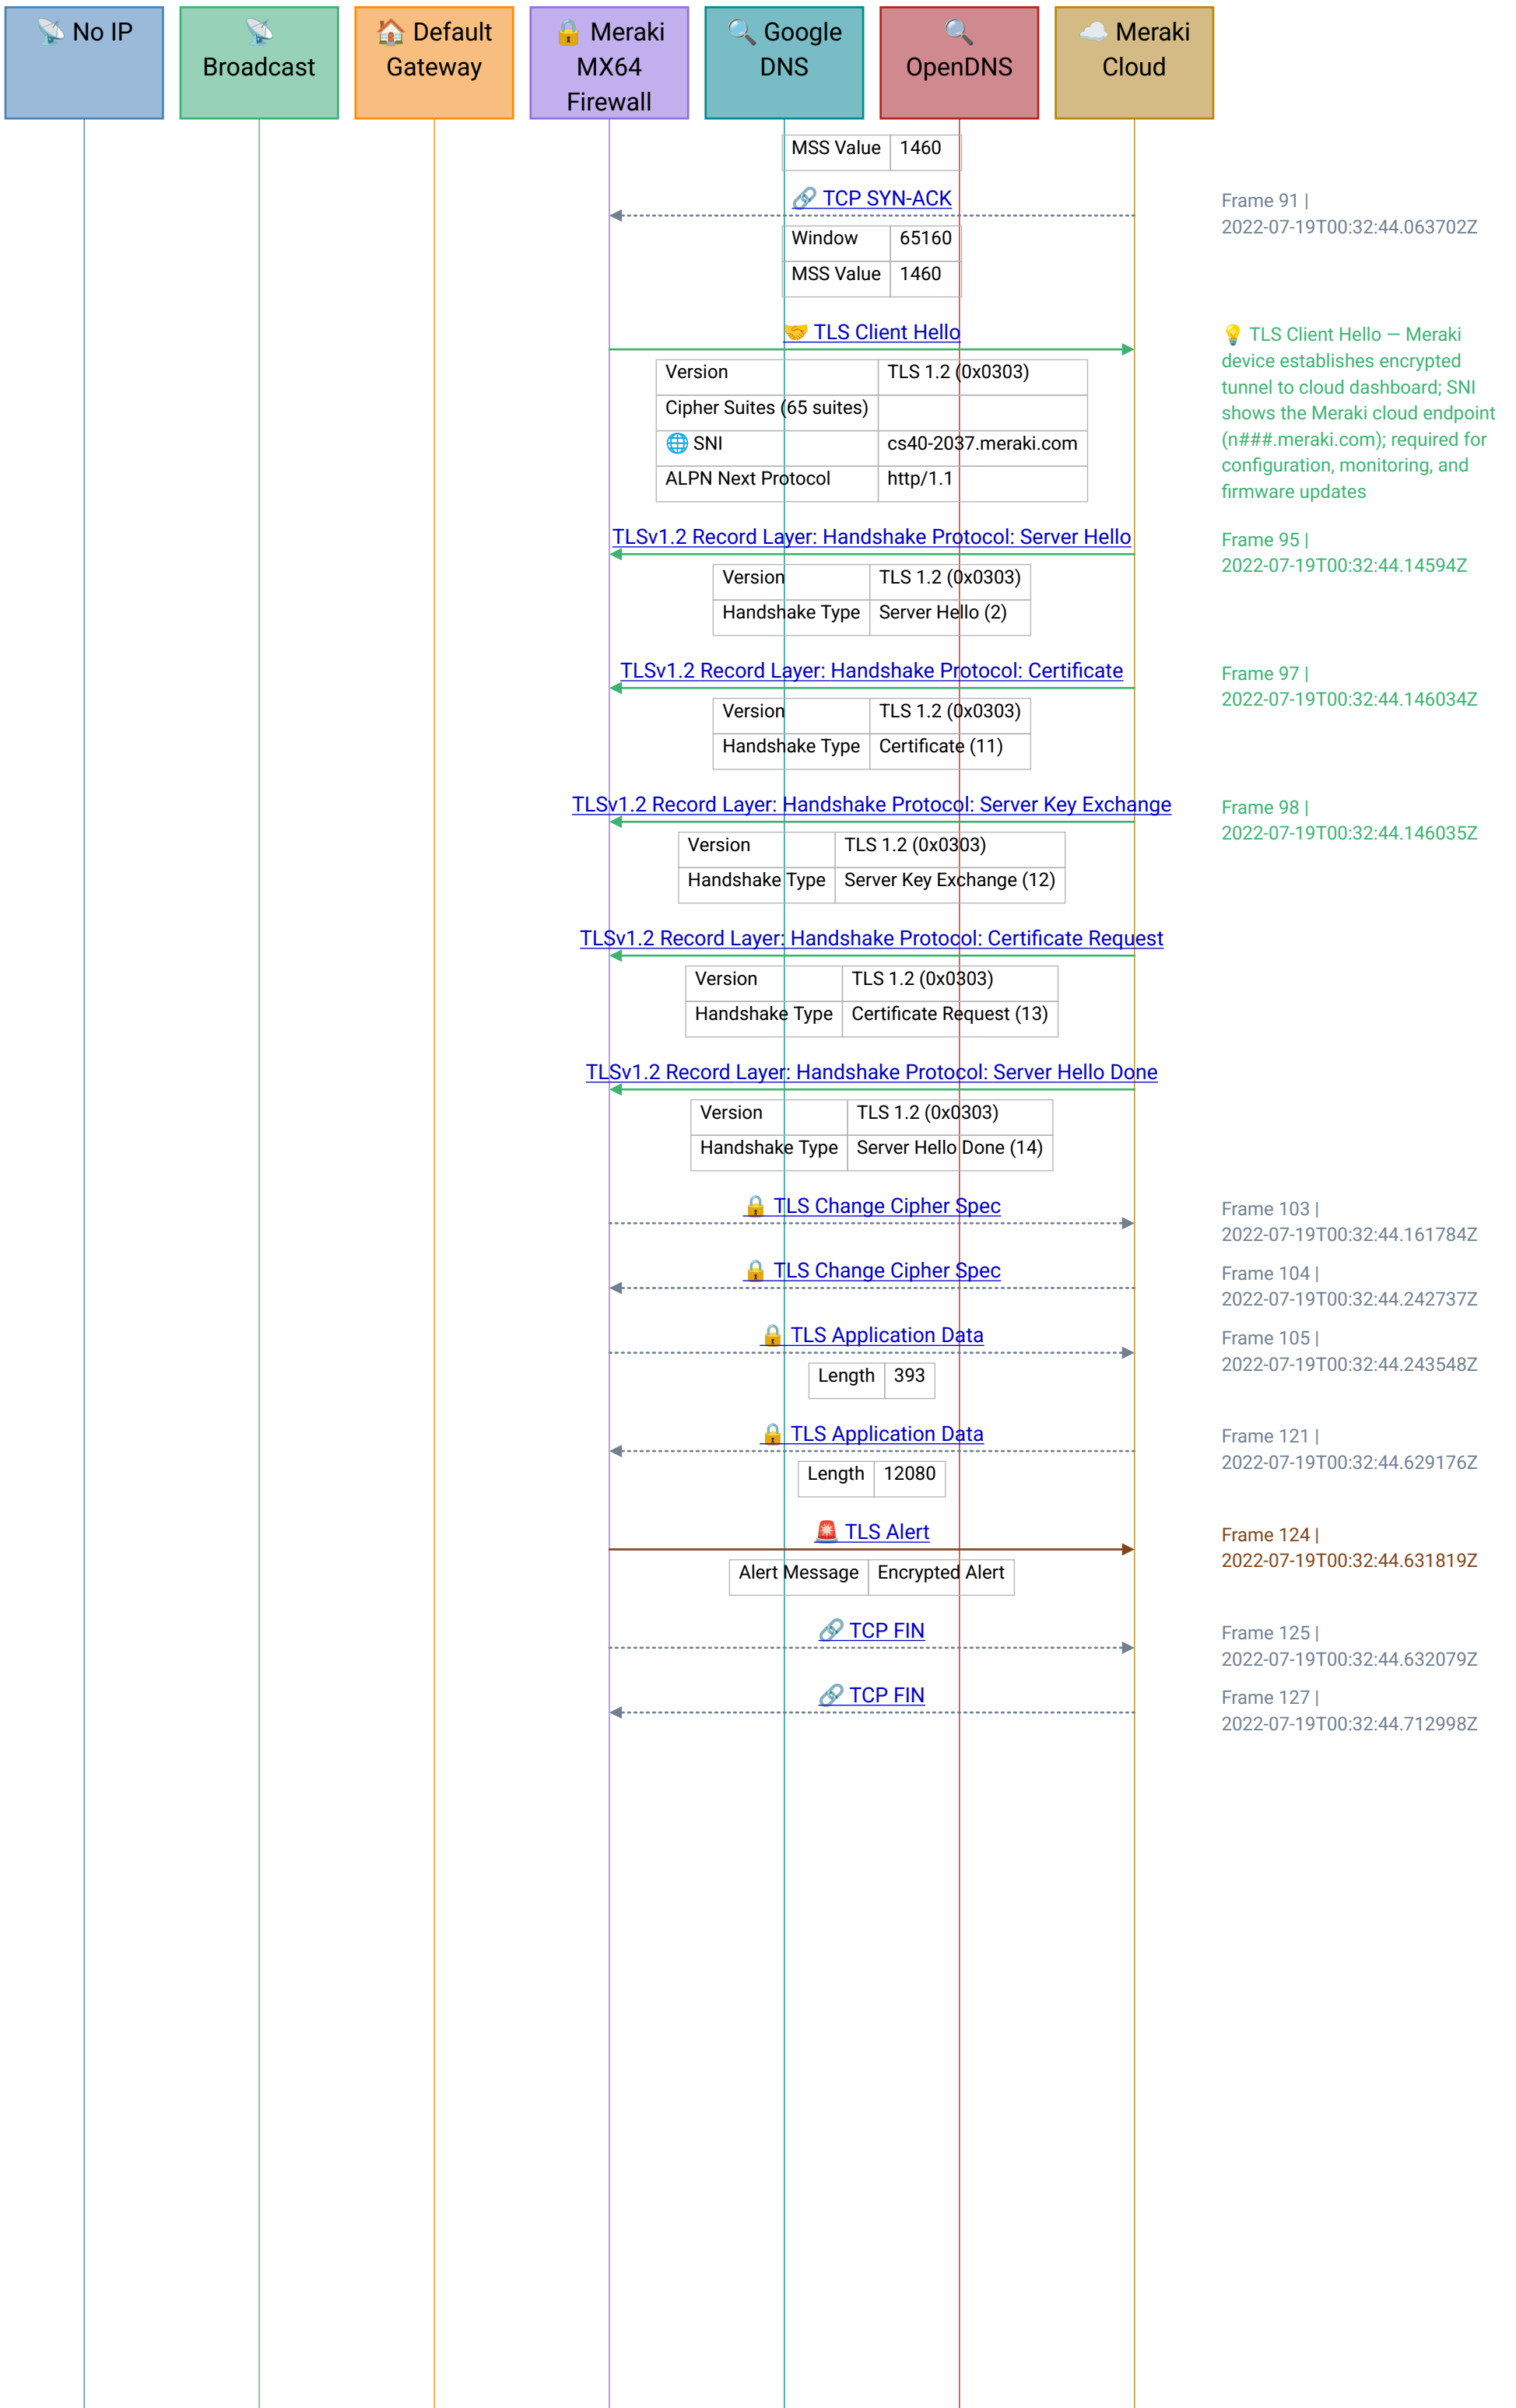 📡 No IP
📡
Broadcast
🏠 Default
Gateway
🔒 Meraki
MX64
Firewall
🔍 Google
DNS
🔍
OpenDNS
☁️ Meraki
Cloud
MSS Value 1460
🔗 TCP SYN-ACK
Frame 91 |
2022-07-19T00:32:44.063702Z
Window 65160
MSS Value 1460
🤝 TLS Client Hello
💡 TLS Client Hello — Meraki
device establishes encrypted
tunnel to cloud dashboard; SNI
shows the Meraki cloud endpoint
(n###.meraki.com); required for
configuration, monitoring, and
firmware updates
Version TLS 1.2 (0x0303)
Cipher Suites (65 suites)
🌐 SNI cs40-2037.meraki.com
ALPN Next Protocol http/1.1
TLSv1.2 Record Layer: Handshake Protocol: Server Hello
Frame 95 |
2022-07-19T00:32:44.14594Z
Version TLS 1.2 (0x0303)
Handshake Type Server Hello (2)
TLSv1.2 Record Layer: Handshake Protocol: Certificate
Frame 97 |
2022-07-19T00:32:44.146034Z
Version TLS 1.2 (0x0303)
Handshake Type Certificate (11)
TLSv1.2 Record Layer: Handshake Protocol: Server Key Exchange
Frame 98 |
2022-07-19T00:32:44.146035Z
Version TLS 1.2 (0x0303)
Handshake Type Server Key Exchange (12)
TLSv1.2 Record Layer: Handshake Protocol: Certificate Request
Version TLS 1.2 (0x0303)
Handshake Type Certificate Request (13)
TLSv1.2 Record Layer: Handshake Protocol: Server Hello Done
Version TLS 1.2 (0x0303)
Handshake Type Server Hello Done (14)
🔒 TLS Change Cipher Spec
Frame 103 |
2022-07-19T00:32:44.161784Z
🔒 TLS Change Cipher Spec
Frame 104 |
2022-07-19T00:32:44.242737Z
🔒 TLS Application Data
Frame 105 |
2022-07-19T00:32:44.243548Z
Length 393
🔒 TLS Application Data
Frame 121 |
2022-07-19T00:32:44.629176Z
Length 12080
🚨 TLS Alert
Frame 124 |
2022-07-19T00:32:44.631819Z
Alert Message Encrypted Alert
🔗 TCP FIN
Frame 125 |
2022-07-19T00:32:44.632079Z
🔗 TCP FIN
Frame 127 |
2022-07-19T00:32:44.712998Z